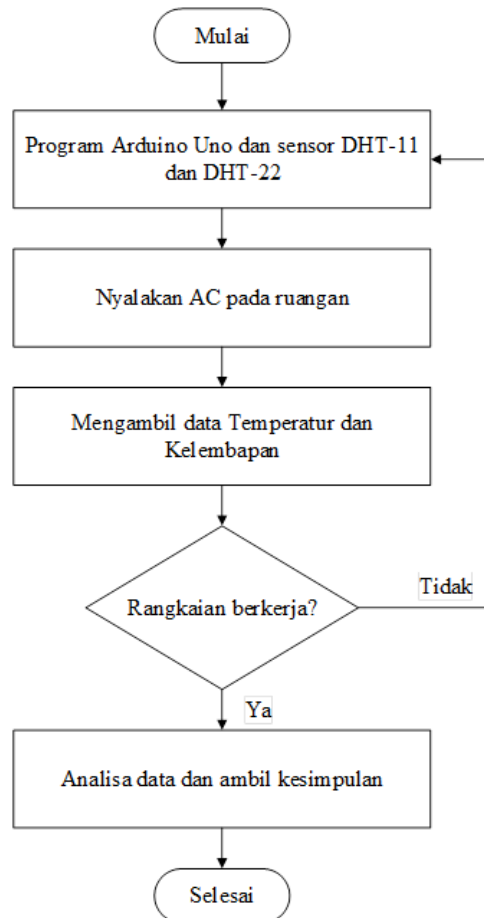 Mulai
Program Arduino Uno dan sensor DHT-11
dan DHT-22
Nyalakan AC pada ruangan
Mengambil data Temperatur dan
Kelembapan
Rangkaian berkerja?
Tidak
Ya
Analisa data dan ambil kesimpulan
Selesai